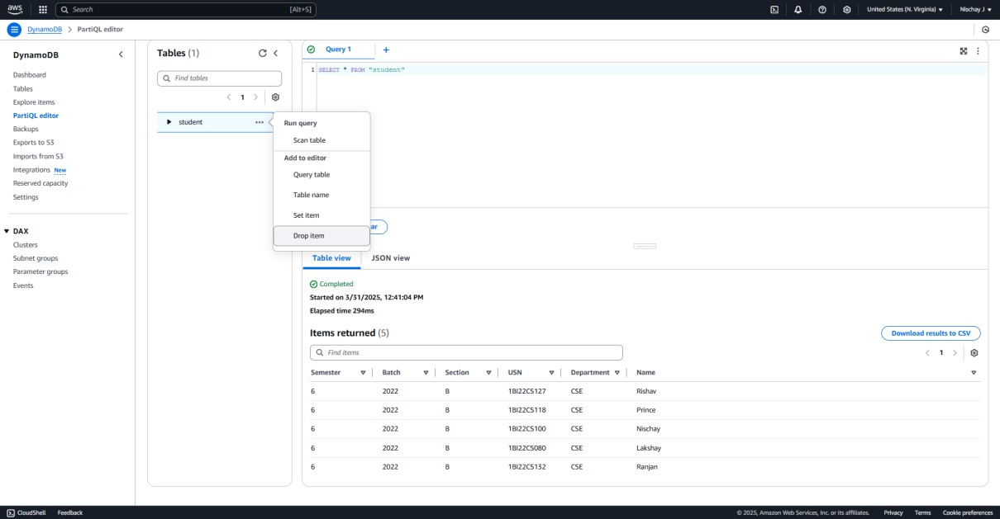 aws
Search
[Alt+S]
United States (N. Virginia)
Nischay J
DynamoDB
PartiQL editor
DynamoDB
Dashboard
Tables
Explore items
PartiQL editor
Backups
Exports to S3
Imports from S3
Integrations New
Reserved capacity
Settings
DAX
Clusters
Subnet groups
Parameter groups
Events
Tables (1)
Find tables
1
student
Run query
Scan table
Add to editor
Query table
Table name
Set item
Drop item
Query 1
1 SELECT * FROM "student"
ar
Table view JSON view
Completed
Started on 3/31/2025, 12:41:04 PM
Elapsed time 294ms
Items returned (5)
Download results to CSV
Find items
1
Semester Batch Section USN Department Name
6 2022 B 1BI22CS127 CSE Rishav
6 2022 B 1BI22CS118 CSE Prince
6 2022 B 1BI22CS100 CSE Nischay
6 2022 B 1BI22CS080 CSE Lakshay
6 2022 B 1BI22CS132 CSE Ranjan
CloudShell Feedback
© 2025, Amazon Web Services, Inc. or its affiliates. Privacy Terms Cookie preferences